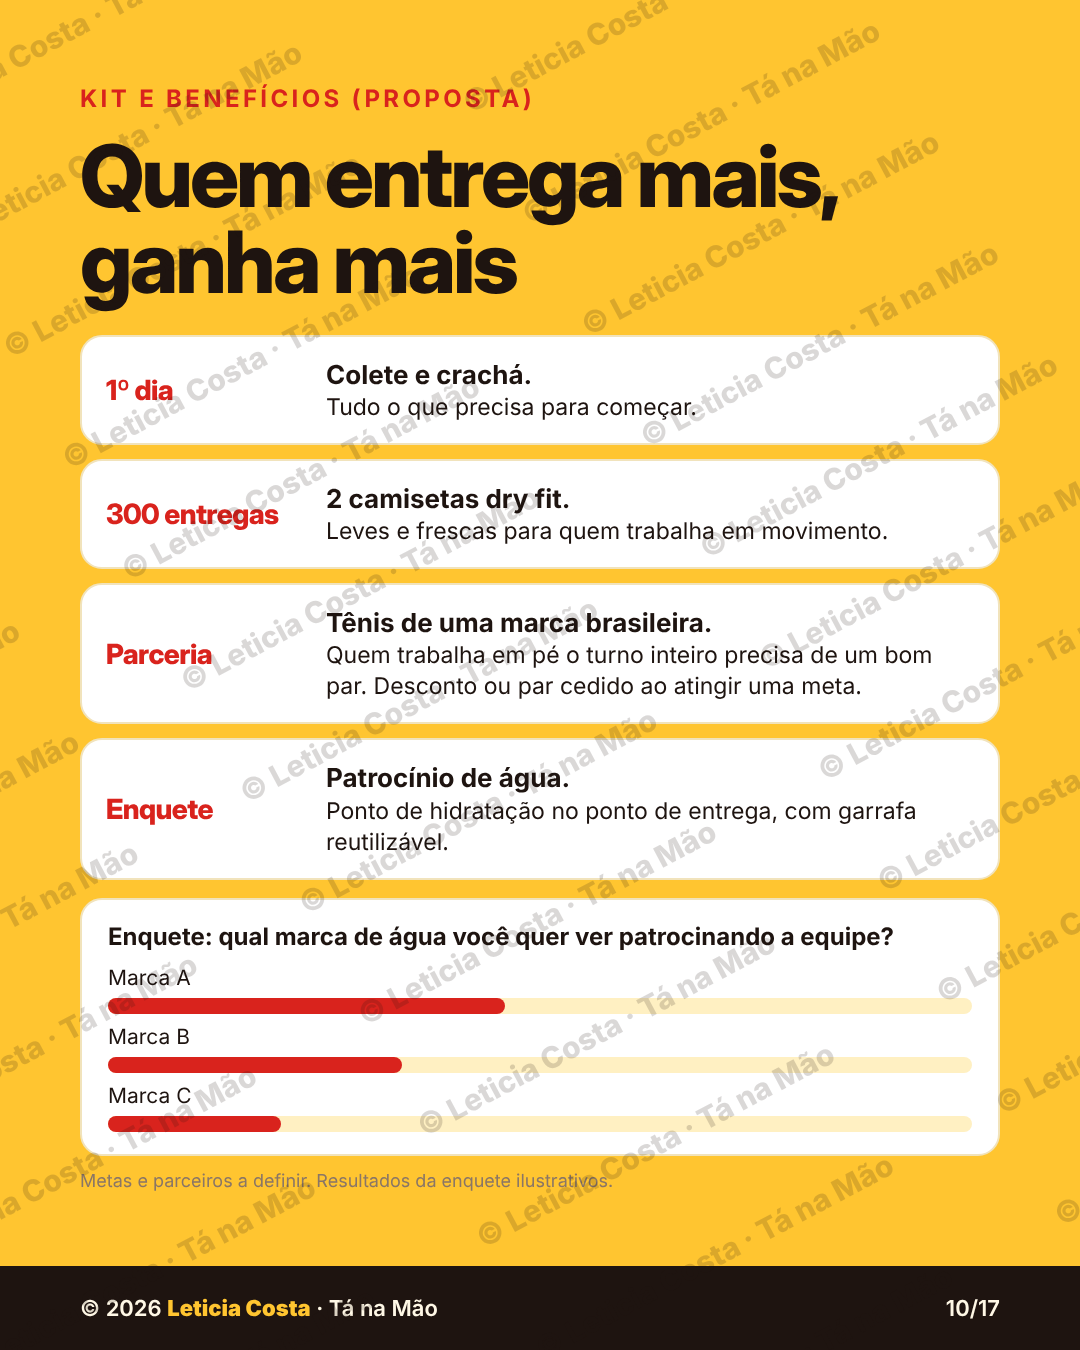 KIT E BENEFÍCIOS (PROPOSTA)
Quem entrega mais,
ganha mais
1º dia
Colete e crachá.
Tudo o que precisa para começar.
300 entregas
2 camisetas dry fit.
Leves e frescas para quem trabalha em movimento.
Parceria
Tênis de uma marca brasileira.
Quem trabalha em pé o turno inteiro precisa de um bom
par. Desconto ou par cedido ao atingir uma meta.
Enquete
Patrocínio de água.
Ponto de hidratação no ponto de entrega, com garrafa
reutilizável.
Enquete: qual marca de água você quer ver patrocinando a equipe?
Marca A
Marca B
Marca C
Metas e parceiros a definir. Resultados da enquete ilustrativos.
© 2026 Leticia Costa · Tá na Mão
10/17
© Leticia Costa · Tá na Mão